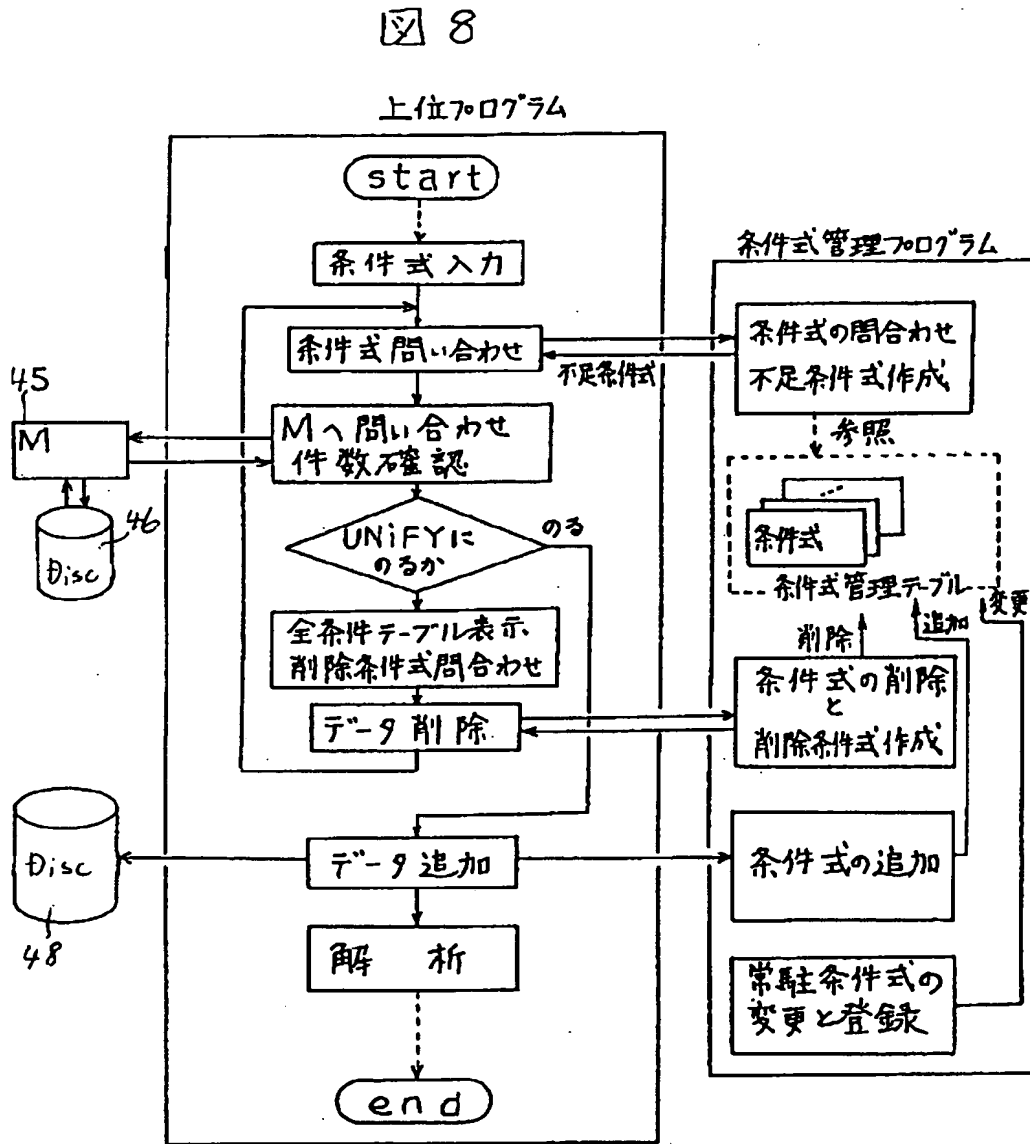 図 8
上位プログラム
start
条件式入力
条件式問い合わせ
Mへ問い合わせ
件数確認
UNiFYに
のるか
のる
全条件テーブル表示、
削除条件式問合わせ
データ削除
データ追加
解 析
end
45
M
46
Disc
Disc
48
条件式管理プログラム
条件式の問合わせ
不足条件式作成
不足条件式
参照
条件式
条件式管理テーブル
削除
追加
変更
条件式の削除
と
削除条件式作成
条件式の追加
常駐条件式の
変更と登録